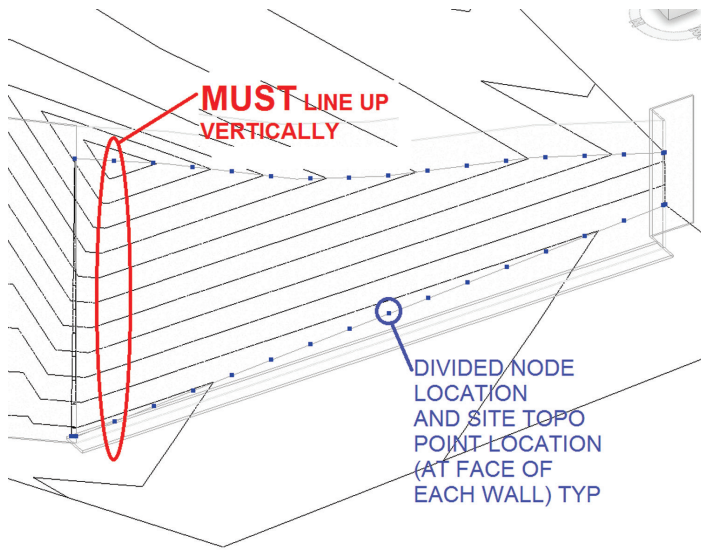 MUST LINE UP
VERTICALLY
DIVIDED NODE
LOCATION
AND SITE TOPO
POINT LOCATION
(AT FACE OF
EACH WALL) TYP